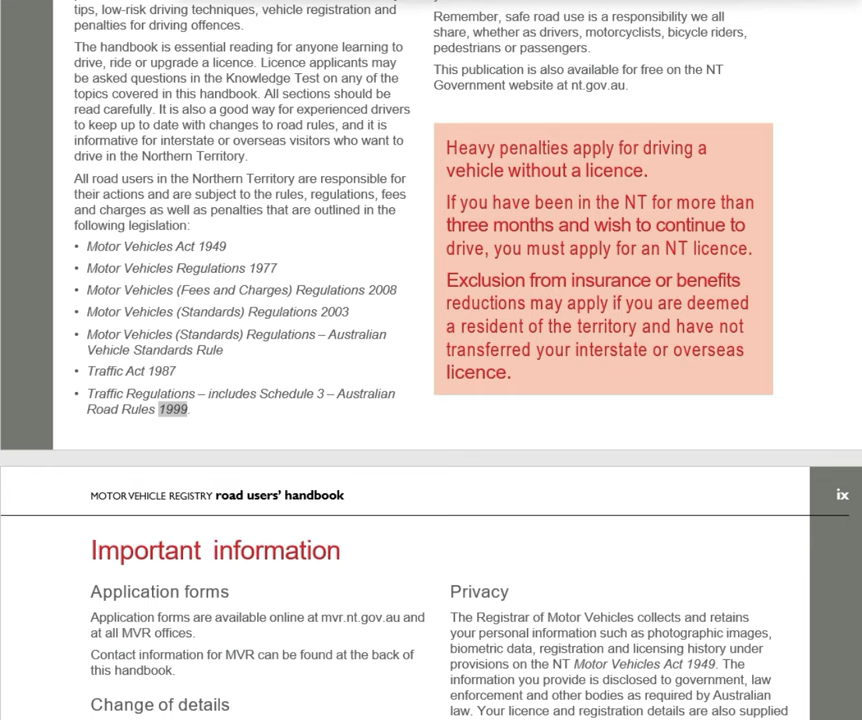 tips, low-risk driving techniques, vehicle registration and
penalties for driving offences.
The handbook is essential reading for anyone learning to
drive, ride or upgrade a licence. Licence applicants may
be asked questions in the Knowledge Test on any of the
topics covered in this handbook. All sections should be
read carefully. It is also a good way for experienced drivers
to keep up to date with changes to road rules, and it is
informative for interstate or overseas visitors who want to
drive in the Northern Territory.
All road users in the Northern Territory are responsible for
their actions and are subject to the rules, regulations, fees
and charges as well as penalties that are outlined in the
following legislation:
• Motor Vehicles Act 1949
• Motor Vehicles Regulations 1977
• Motor Vehicles (Fees and Charges) Regulations 2008
• Motor Vehicles (Standards) Regulations 2003
• Motor Vehicles (Standards) Regulations – Australian
Vehicle Standards Rule
• Traffic Act 1987
• Traffic Regulations – includes Schedule 3 – Australian
Road Rules 1999.
Remember, safe road use is a responsibility we all
share, whether as drivers, motorcyclists, bicycle riders,
pedestrians or passengers.
This publication is also available for free on the NT
Government website at nt.gov.au.
Heavy penalties apply for driving a
vehicle without a licence.
If you have been in the NT for more than
three months and wish to continue to
drive, you must apply for an NT licence.
Exclusion from insurance or benefits
reductions may apply if you are deemed
a resident of the territory and have not
transferred your interstate or overseas
licence.
MOTOR VEHICLE REGISTRY road users' handbook
ix
Important information
Application forms
Application forms are available online at mvr.nt.gov.au and
at all MVR offices.
Contact information for MVR can be found at the back of
this handbook.
Change of details
Privacy
The Registrar of Motor Vehicles collects and retains
your personal information such as photographic images,
biometric data, registration and licensing history under
provisions on the NT Motor Vehicles Act 1949. The
information you provide is disclosed to government, law
enforcement and other bodies as required by Australian
law. Your licence and registration details are also supplied